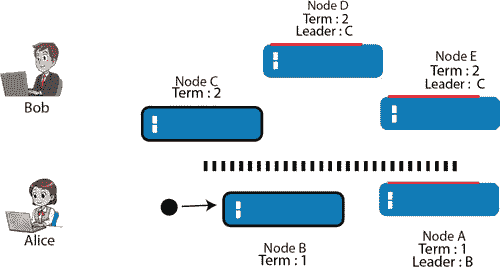 Node D
Term : 2
Leader : C
Node E
Term : 2
Leader : C
Node C
Term : 2
Bob
Alice
Node B
Term : 1
Node A
Term : 1
Leader : B